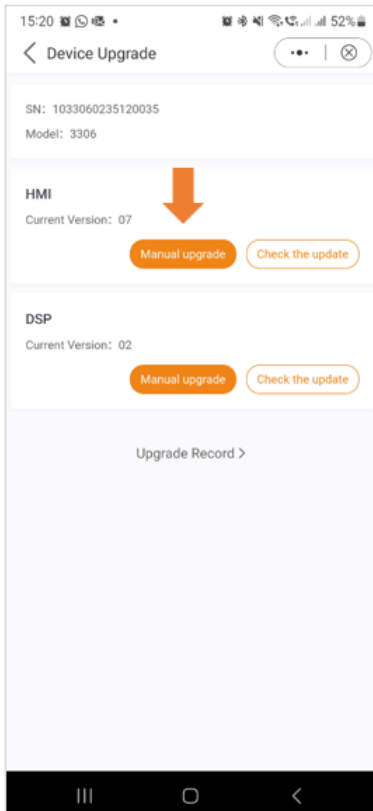 15:20
52%
Device Upgrade
SN: 1033060235120035
Model: 3306
HMI
Current Version: 07
Manual upgrade
Check the update
DSP
Current Version: 02
Manual upgrade
Check the update
Upgrade Record >